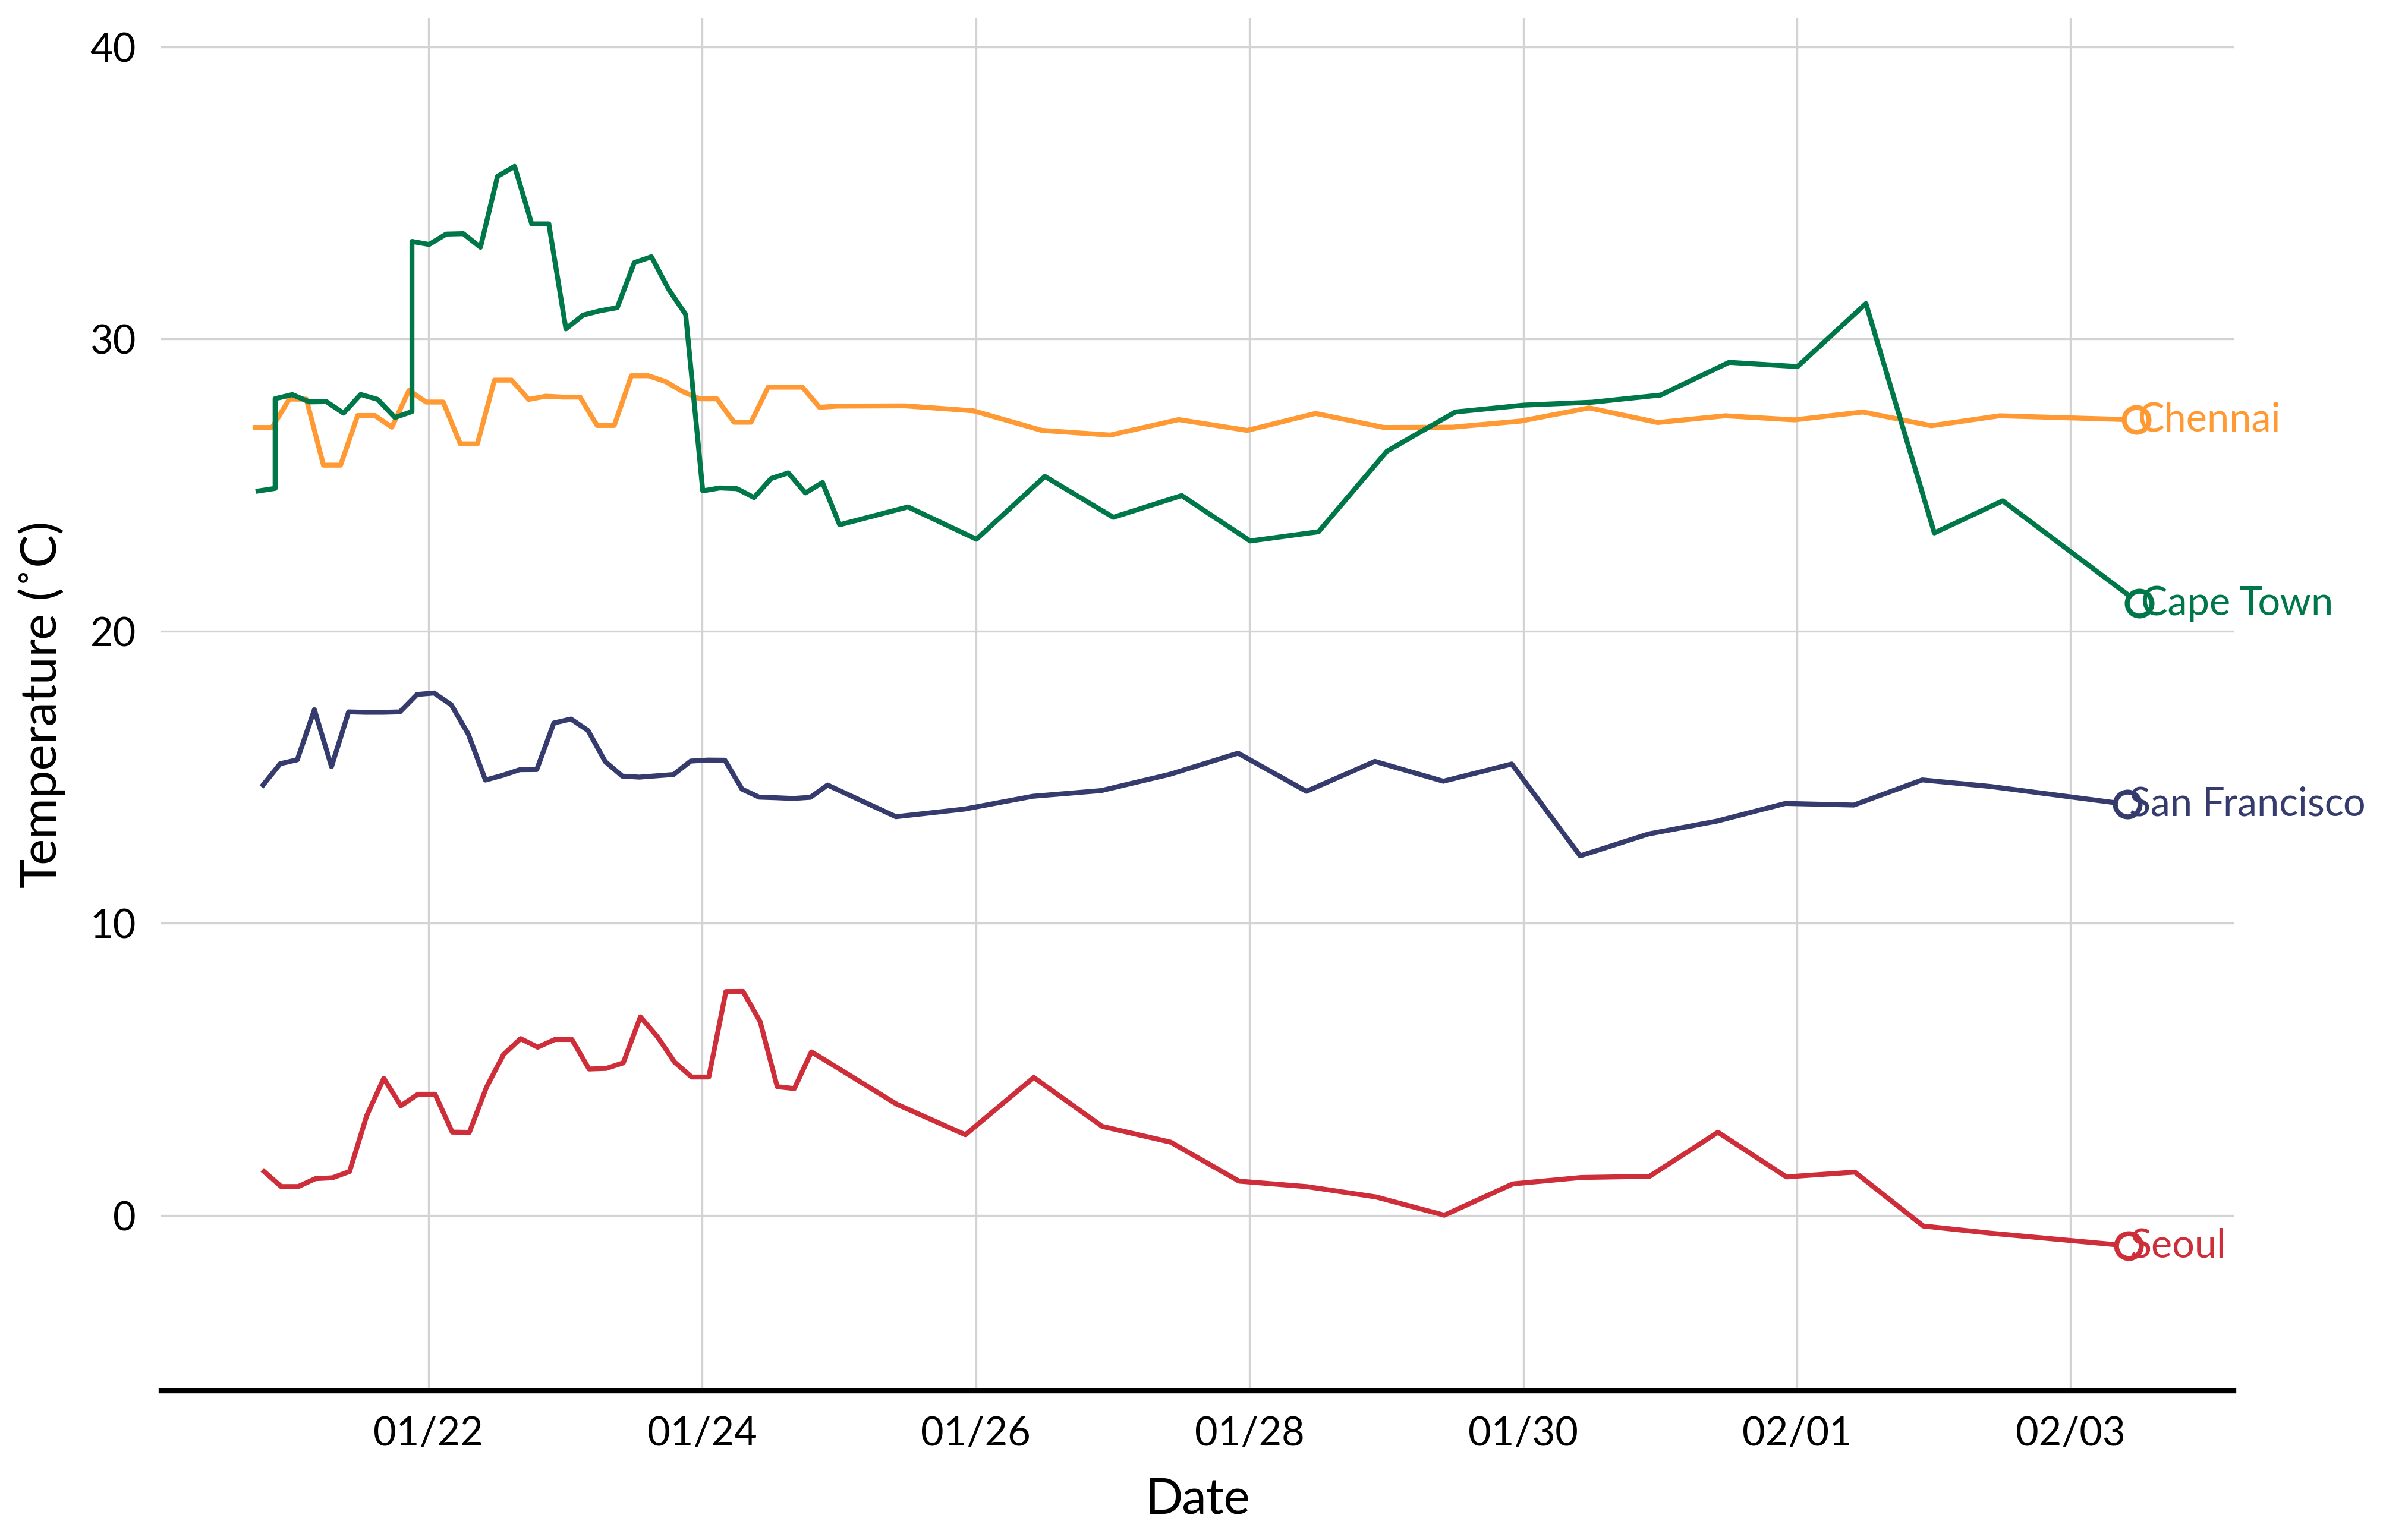 40
30
20
10
0
Temperature (°C)
Chennai
Cape Town
San Francisco
Seoul
01/22
01/24
01/26
01/28
01/30
02/01
02/03
Date